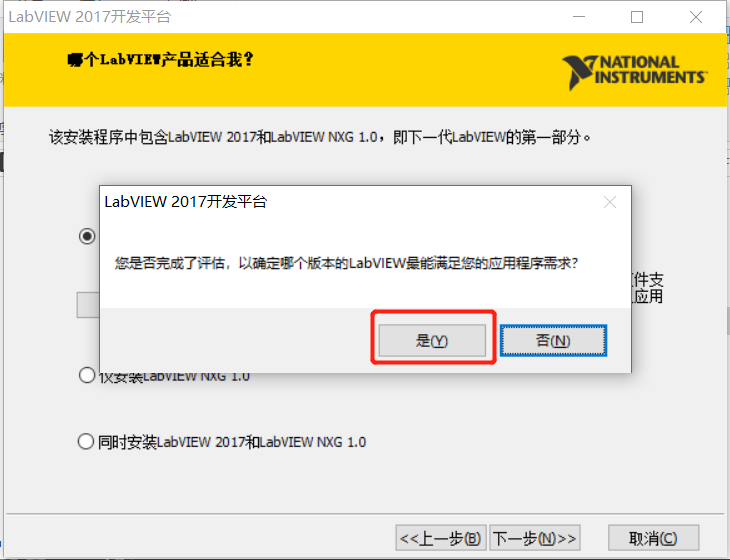 LabVIEW 2017开发平台
哪个LabVIEW产品适合我？
NATIONAL
INSTRUMENTS
该安装程序中包含LabVIEW 2017和LabVIEW NXG 1.0，即下一代LabVIEW的第一部分。
LabVIEW 2017开发平台
您是否完成了评估，以确定哪个版本的LabVIEW最能满足您的应用程序需求？
件支
应用
是(Y)
否(N)
仅安装LabVIEW NXG 1.0
同时安装LabVIEW 2017和LabVIEW NXG 1.0
<<上一步(B)
下一步(N)>>
取消(C)